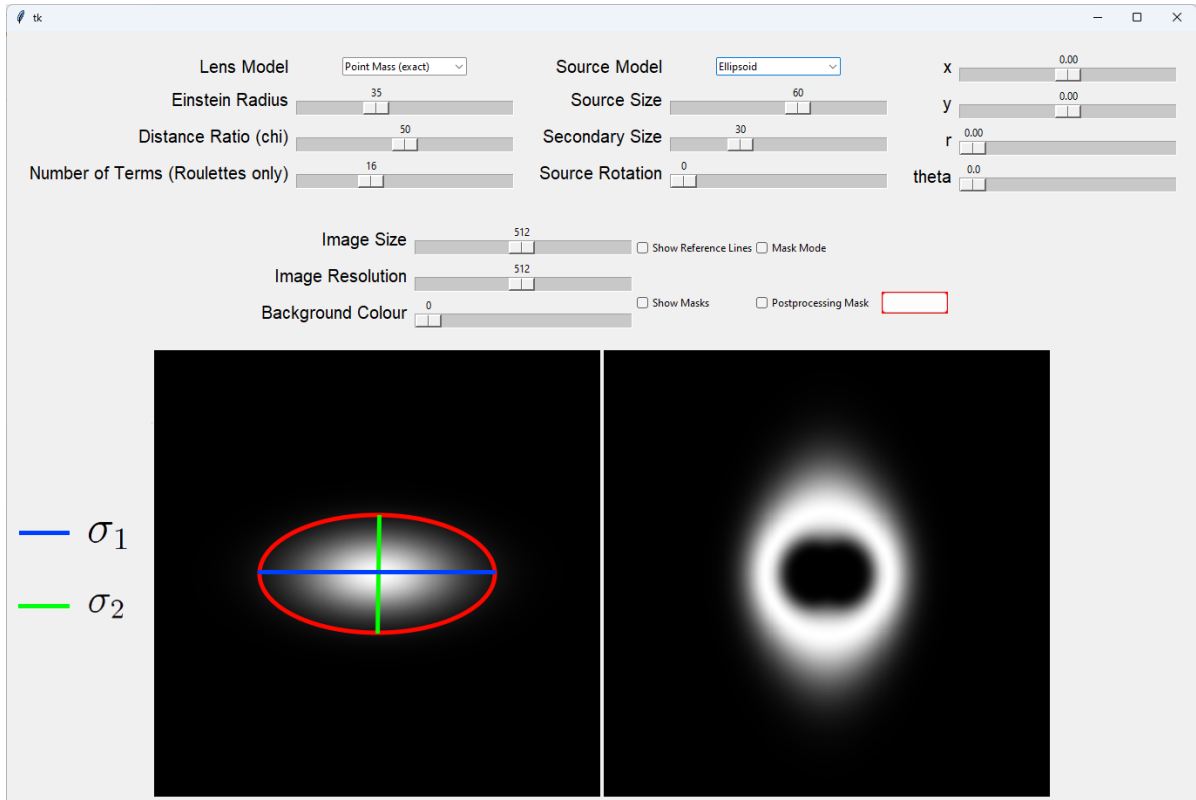 tk
Lens Model Point Mass (exact) Source Model Ellipsoid x 0.00
Einstein Radius 35 Source Size 60 y 0.00
Distance Ratio (chi) 50 Secondary Size 30 r 0.00
Number of Terms (Roulettes only) 16 Source Rotation 0 theta 0.0
Image Size 512 Show Reference Lines Mask Mode
Image Resolution 512
Background Colour 0 Show Masks Postprocessing Mask
σ1
σ2